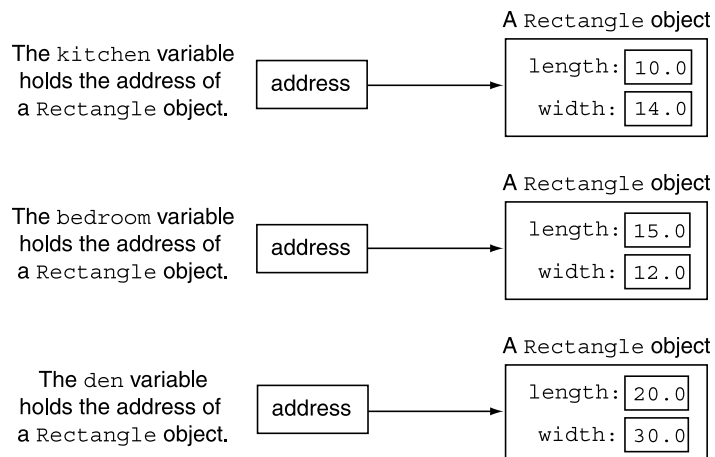 A Rectangle object
The kitchen variable
holds the address of
a Rectangle object.
address
length: 10.0
width: 14.0
A Rectangle object
The bedroom variable
holds the address of
a Rectangle object.
address
length: 15.0
width: 12.0
A Rectangle object
The den variable
holds the address of
a Rectangle object.
address
length: 20.0
width: 30.0